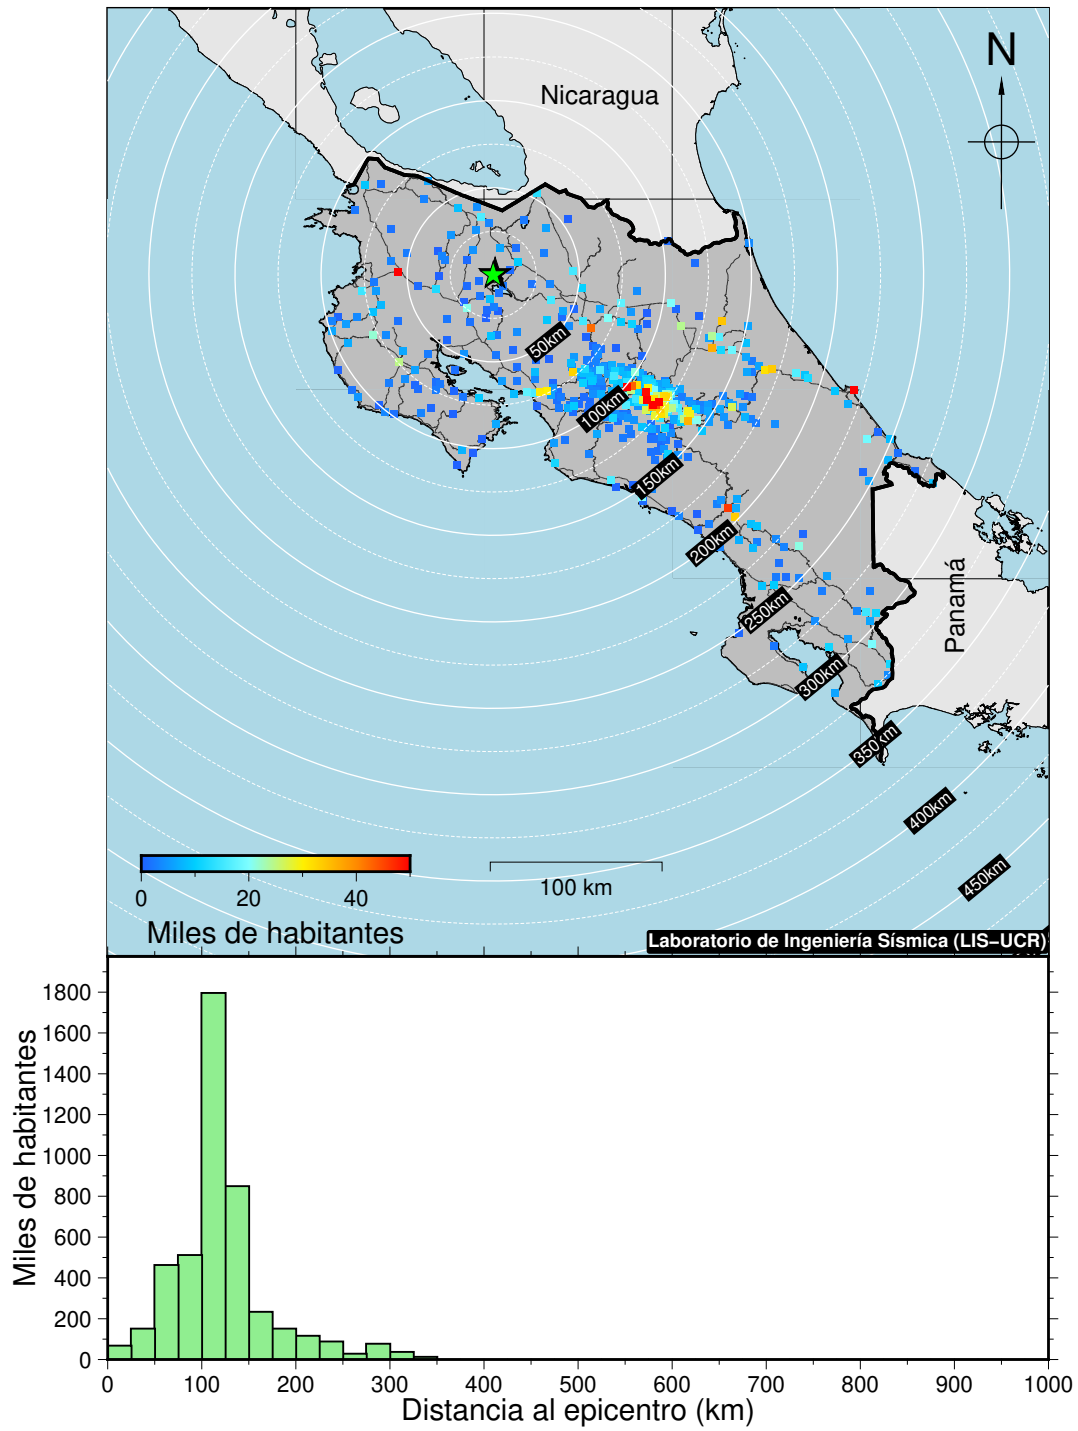 N
Nicaragua
50km
100km
150km
200km
Panamá
250km
300km
350km
400km
450km
0 20 40
Miles de habitantes
100 km
Laboratorio de Ingeniería Sísmica (LIS−UCR)
1800
1600
1400
1200
1000
800
600
400
200
0
Miles de habitantes
0 100 200 300 400 500 600 700 800 900 1000
Distancia al epicentro (km)